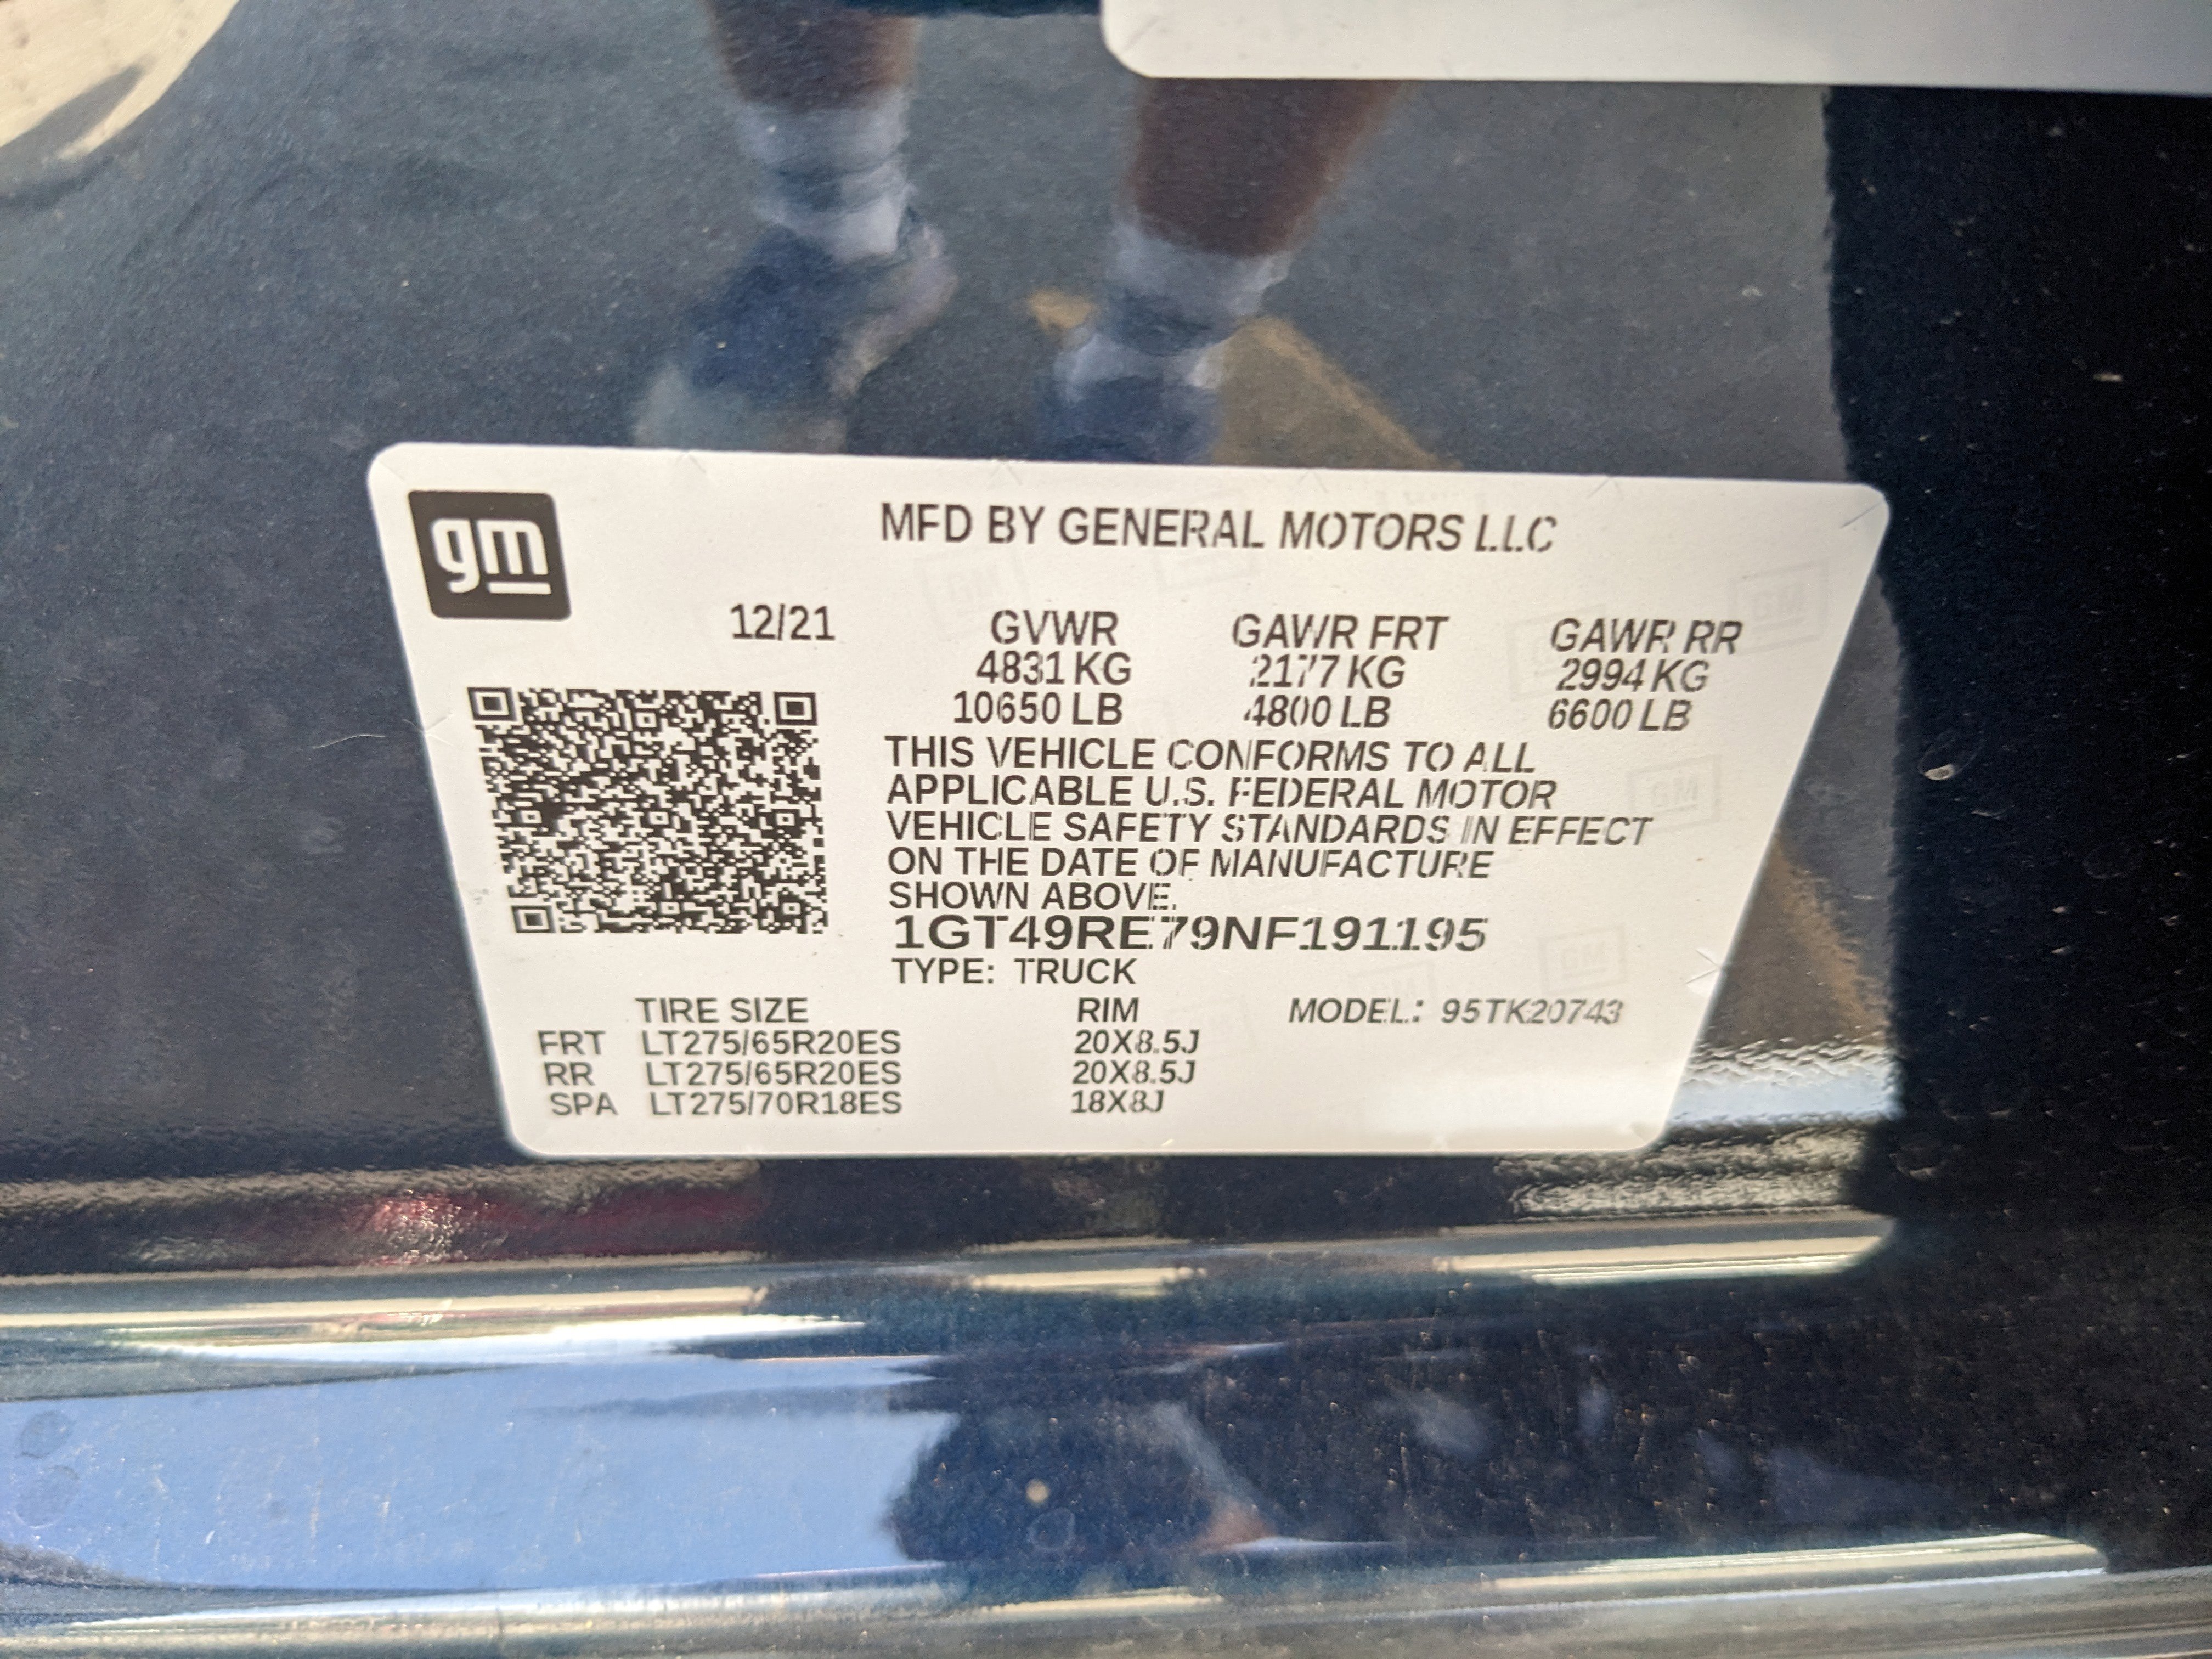 gm
MFD BY GENERAL MOTORS LLC
12/21 GVWR GAWR FRT GAWR RR
4831 KG 2177 KG 2994 KG
10650 LB 4800 LB 6600 LB
THIS VEHICLE CONFORMS TO ALL
APPLICABLE U.S. FEDERAL MOTOR
VEHICLE SAFETY STANDARDS IN EFFECT
ON THE DATE OF MANUFACTURE
SHOWN ABOVE.
1GT49RE79NF191195
TYPE: TRUCK
TIRE SIZE RIM MODEL: 95TK20743
FRT LT275/65R20ES 20X8.5J
RR LT275/65R20ES 20X8.5J
SPA LT275/70R18ES 18X8J